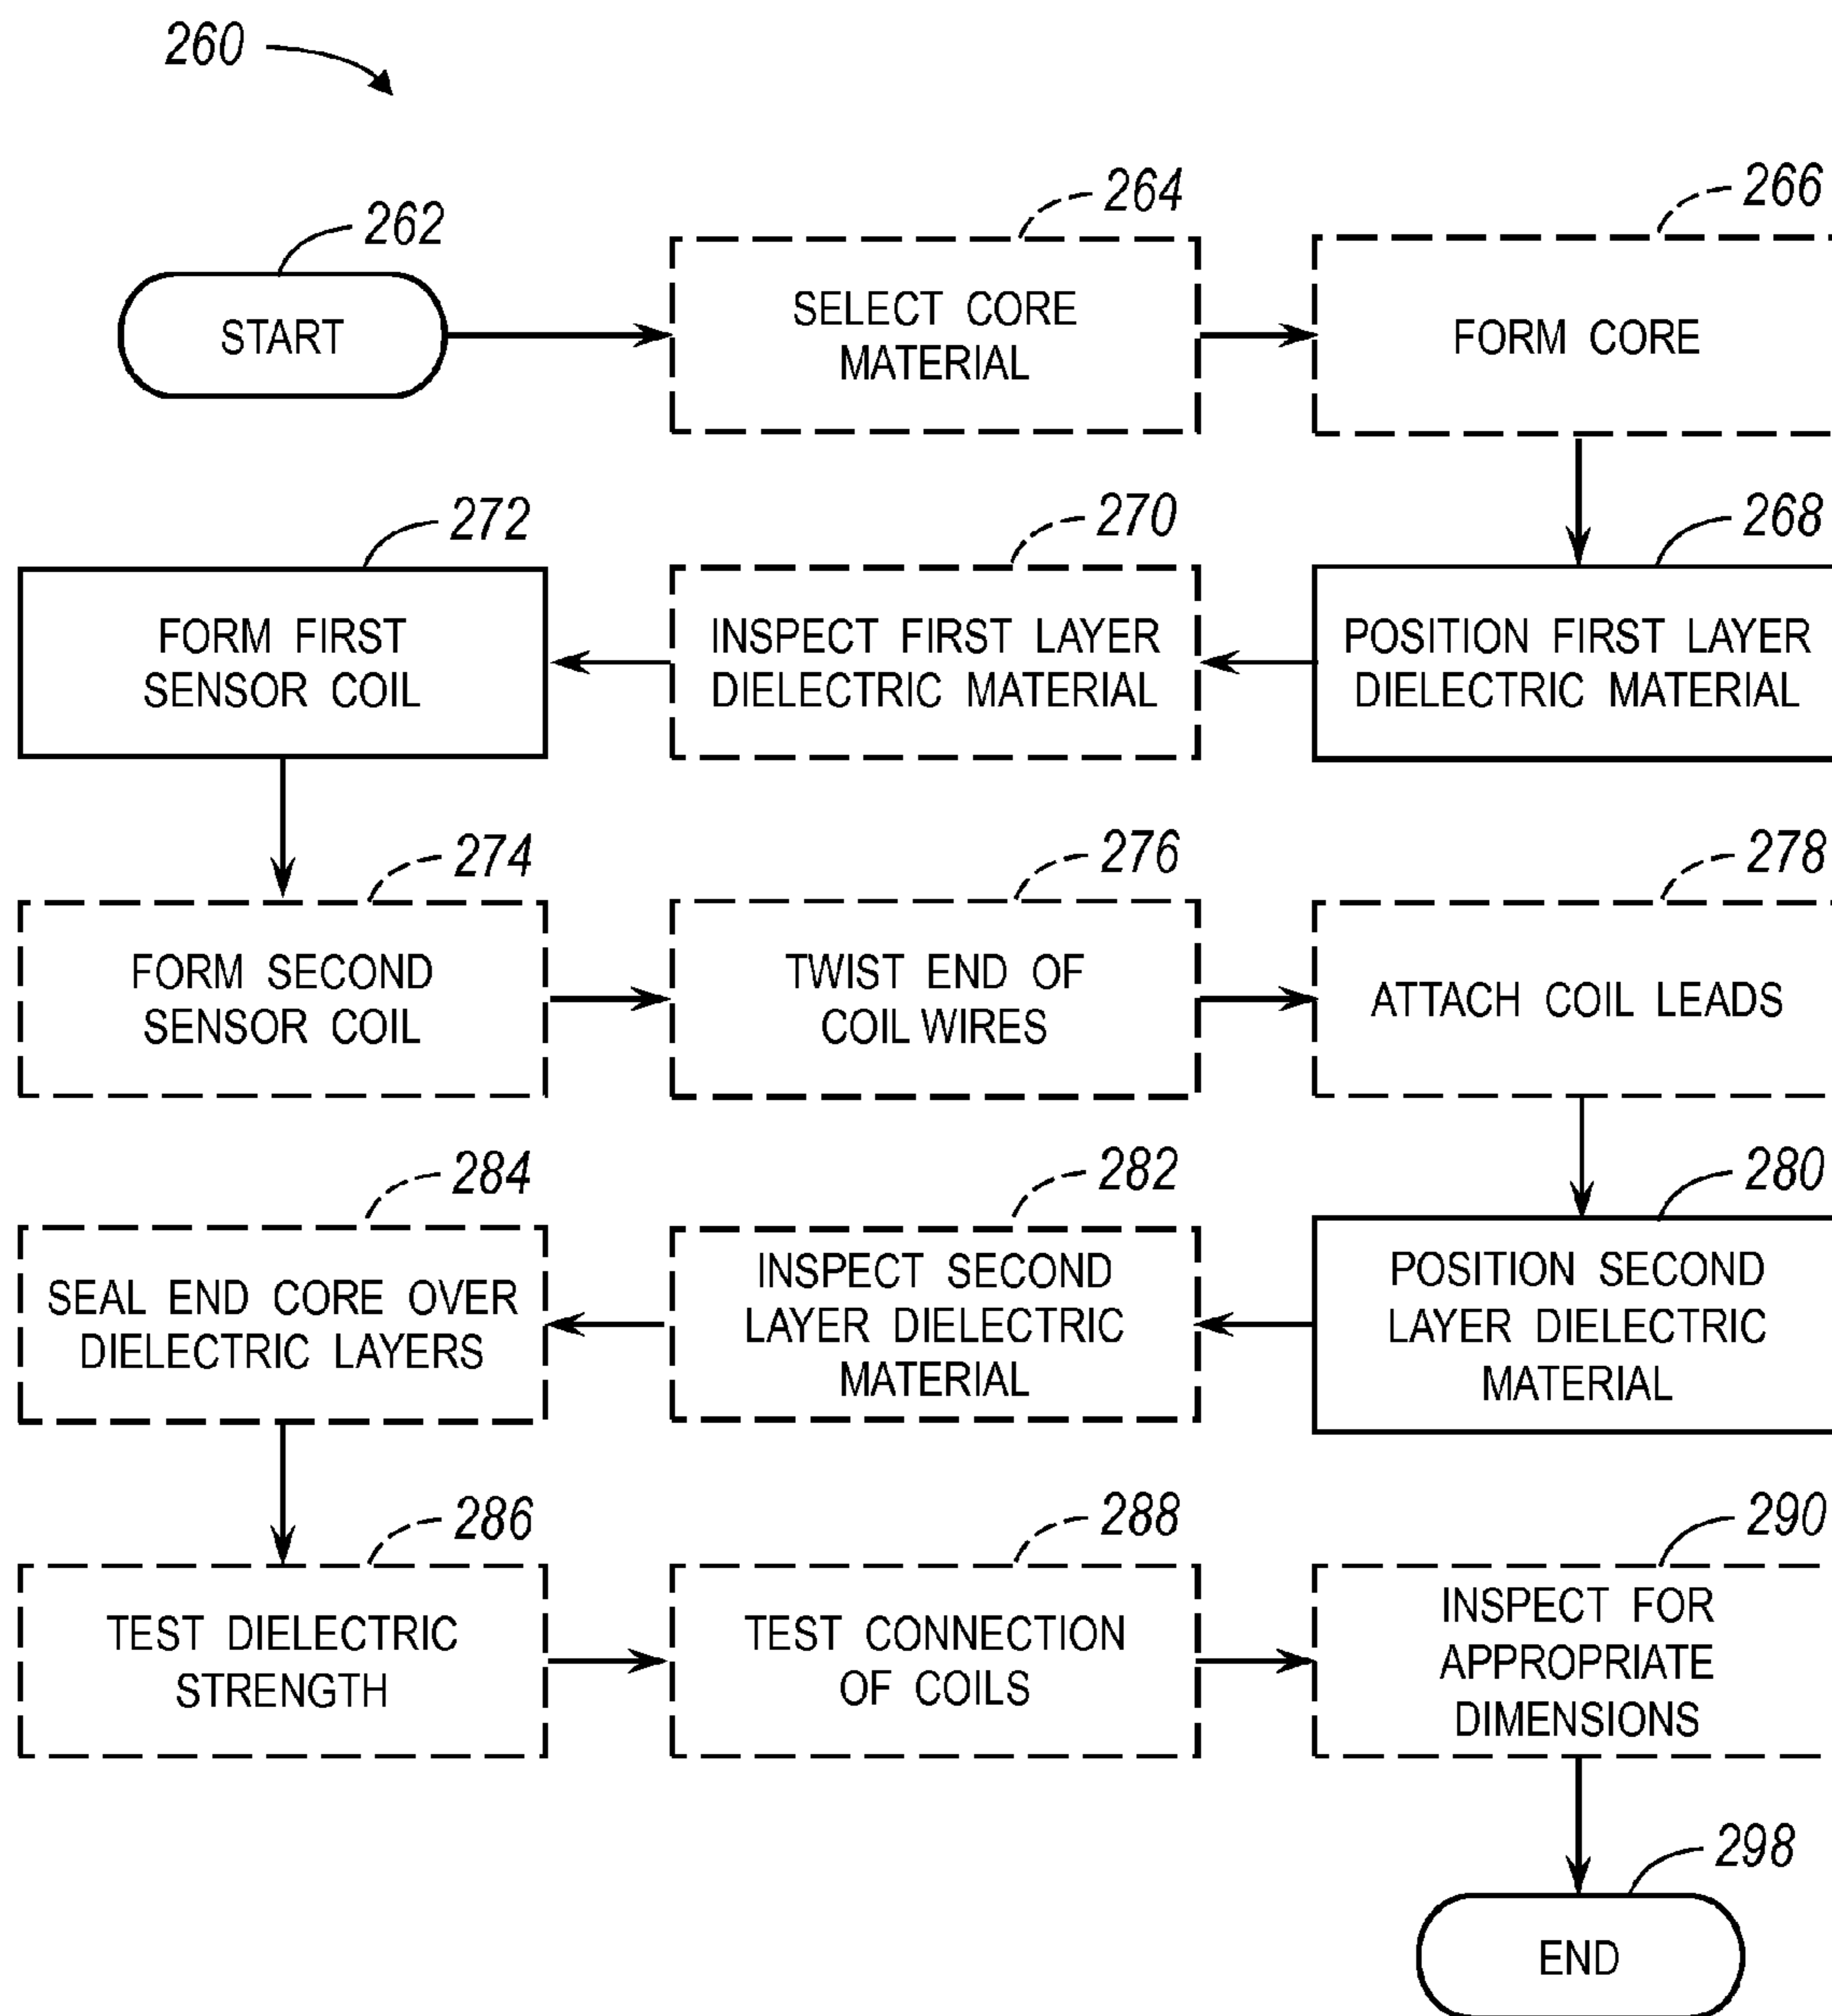 260
262
START
264
SELECT CORE
MATERIAL
266
FORM CORE
268
POSITION FIRST LAYER
DIELECTRIC MATERIAL
270
INSPECT FIRST LAYER
DIELECTRIC MATERIAL
272
FORM FIRST
SENSOR COIL
274
FORM SECOND
SENSOR COIL
276
TWIST END OF
COIL WIRES
278
ATTACH COIL LEADS
280
POSITION SECOND
LAYER DIELECTRIC
MATERIAL
282
INSPECT SECOND
LAYER DIELECTRIC
MATERIAL
284
SEAL END CORE OVER
DIELECTRIC LAYERS
286
TEST DIELECTRIC
STRENGTH
288
TEST CONNECTION
OF COILS
290
INSPECT FOR
APPROPRIATE
DIMENSIONS
298
END